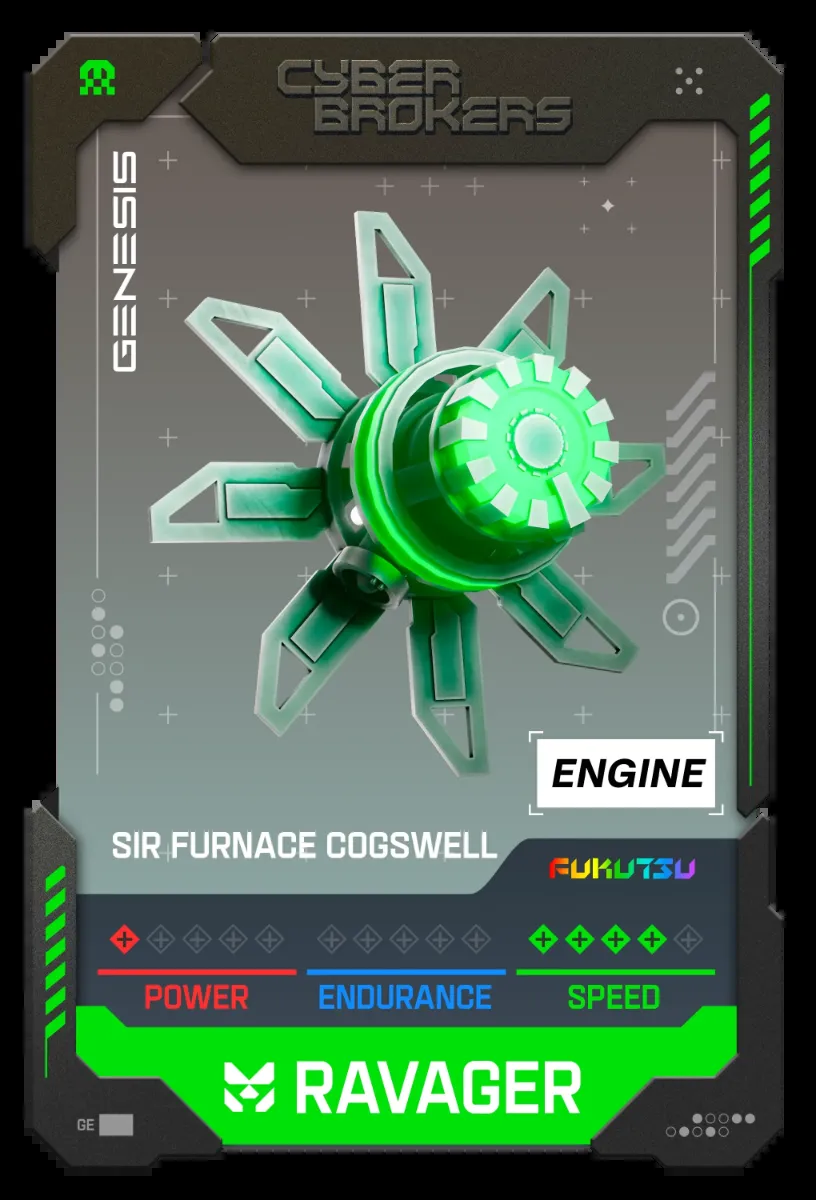 CYBER
BROKERS
GENESIS
ENGINE
SIR FURNACE COGSWELL
FUKUTSU
POWER
ENDURANCE
SPEED
RAVAGER
GE